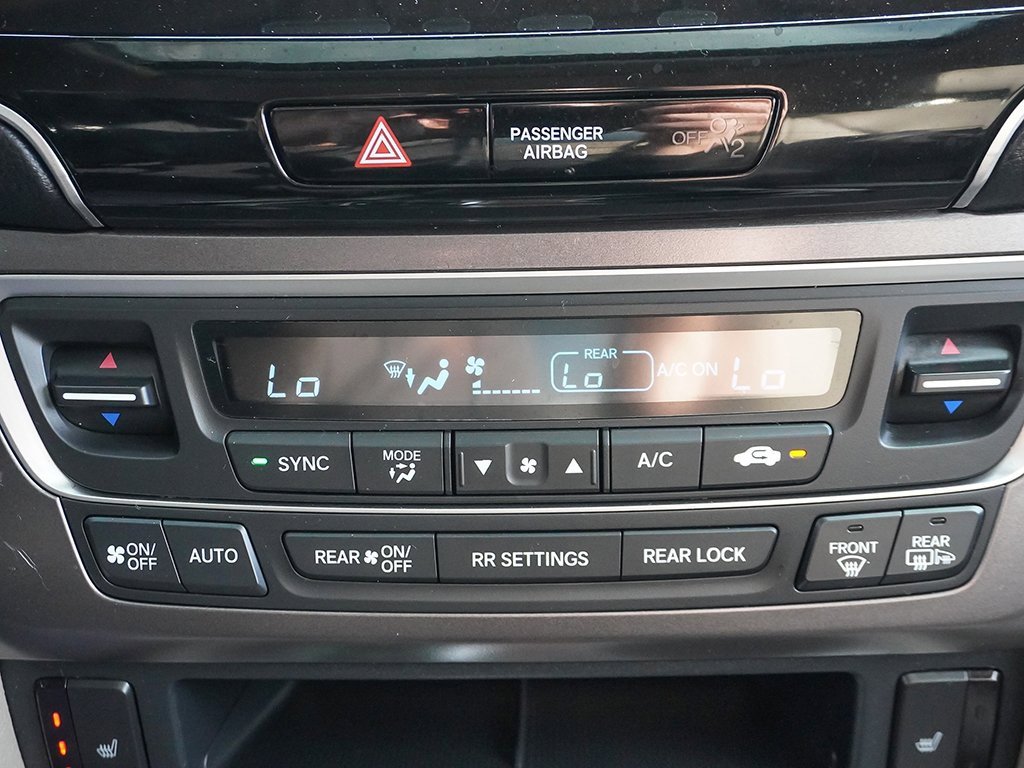 PASSENGER
AIRBAG
OFF 2
REAR
Lo Lo A/C ON Lo
SYNC
MODE
A/C
ON/
OFF
AUTO
REAR ON/
OFF
RR SETTINGS
REAR LOCK
FRONT
REAR